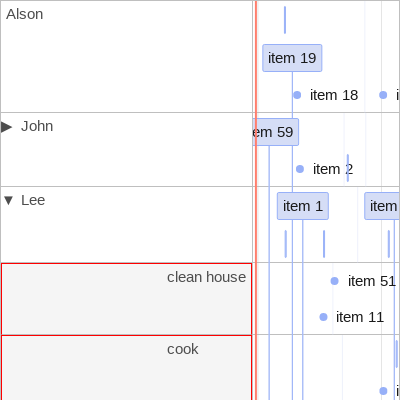 Alson
item 19
item 18
▶ John
em 59
item 2
▼ Lee
item 1
item
clean house
item 51
item 11
cook